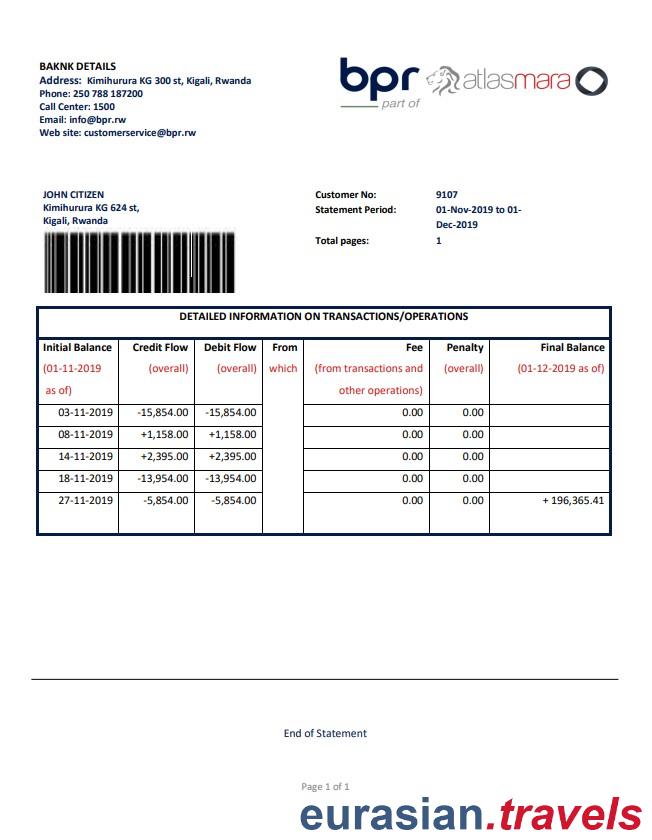 BAKNK DETAILS
Address: Kimihurura KG 300 st, Kigali, Rwanda
Phone: 250 788 187200
Call Center: 1500
Email: info@bpr.rw
Web site: customerservice@bpr.rw
bpr atlasmara
part of
JOHN CITIZEN
Kimihurura KG 624 st,
Kigali, Rwanda
Customer No: 9107
Statement Period: 01-Nov-2019 to 01-
Dec-2019
Total pages: 1
DETAILED INFORMATION ON TRANSACTIONS/OPERATIONS
Initial Balance Credit Flow Debit Flow From Fee Penalty Final Balance
(01-11-2019 (overall) (overall) which (from transactions and (overall) (01-12-2019 as of)
as of) other operations)
03-11-2019 -15,854.00 -15,854.00 0.00 0.00
08-11-2019 +1,158.00 +1,158.00 0.00 0.00
14-11-2019 +2,395.00 +2,395.00 0.00 0.00
18-11-2019 -13,954.00 -13,954.00 0.00 0.00
27-11-2019 -5,854.00 -5,854.00 0.00 0.00 + 196,365.41
End of Statement
Page 1 of 1
eurasian.travels